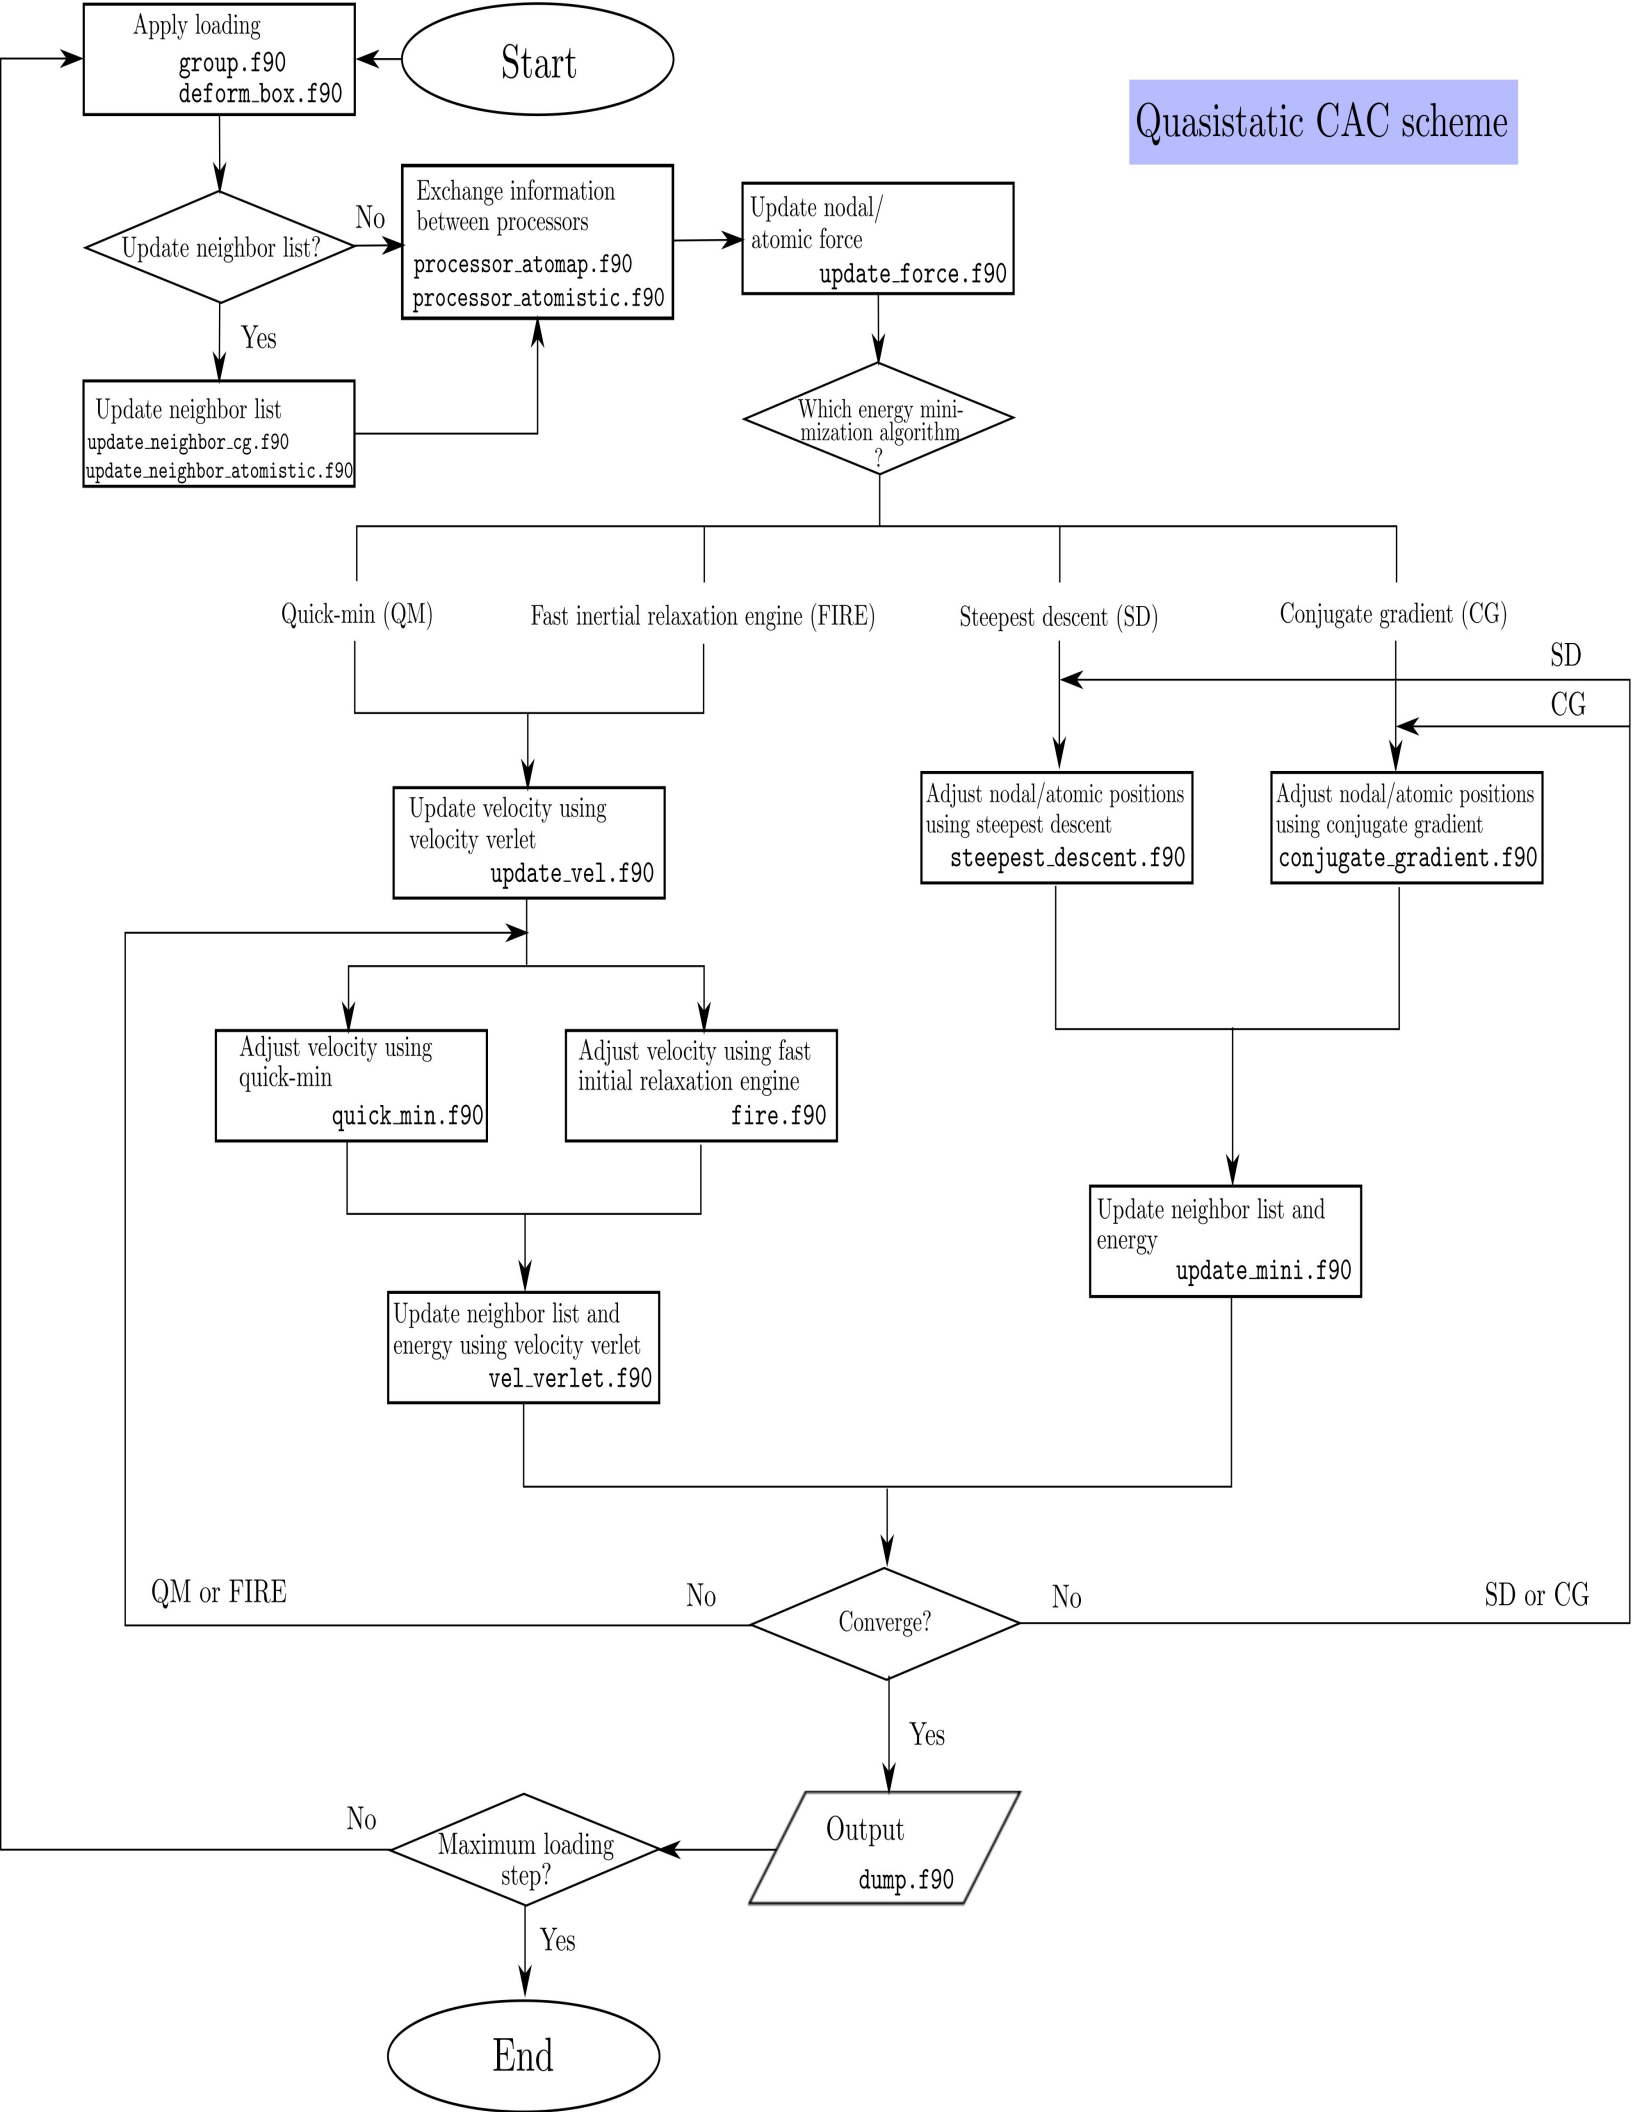 Apply loading
group.f90
deform_box.f90
Start
Quasistatic CAC scheme
Update neighbor list?
No
Yes
Exchange information
between processors
processor_atomap.f90
processor_atomistic.f90
Update nodal/
atomic force
update_force.f90
Update neighbor list
update_neighbor_cg.f90
update_neighbor_atomistic.f90
Which energy mini-
mization algorithm
?
Quick-min (QM)
Fast inertial relaxation engine (FIRE)
Steepest descent (SD)
Conjugate gradient (CG)
SD
CG
Update velocity using
velocity verlet
update_vel.f90
Adjust nodal/atomic positions
using steepest descent
steepest_descent.f90
Adjust nodal/atomic positions
using conjugate gradient
conjugate_gradient.f90
Adjust velocity using
quick-min
quick_min.f90
Adjust velocity using fast
initial relaxation engine
fire.f90
Update neighbor list and
energy
update_mini.f90
Update neighbor list and
energy using velocity verlet
vel_verlet.f90
QM or FIRE
No
Converge?
No
SD or CG
Yes
Output
dump.f90
No
Maximum loading
step?
Yes
End